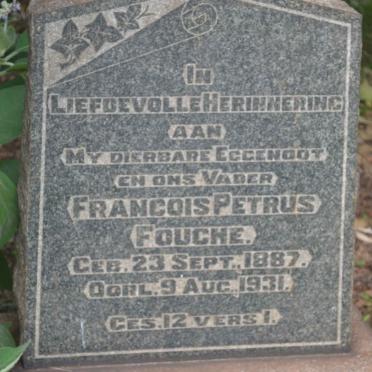 IN
LIEFDEVOLLE HERINNERING
AAN
MY DIERBARE EGGENOOT
EN ONS VADER
FRANCOIS PETRUS
FOUCHE.
GEB. 23 SEPT. 1887.
OORL. 9 AUG. 1931.
GES. 12 VERS 1.